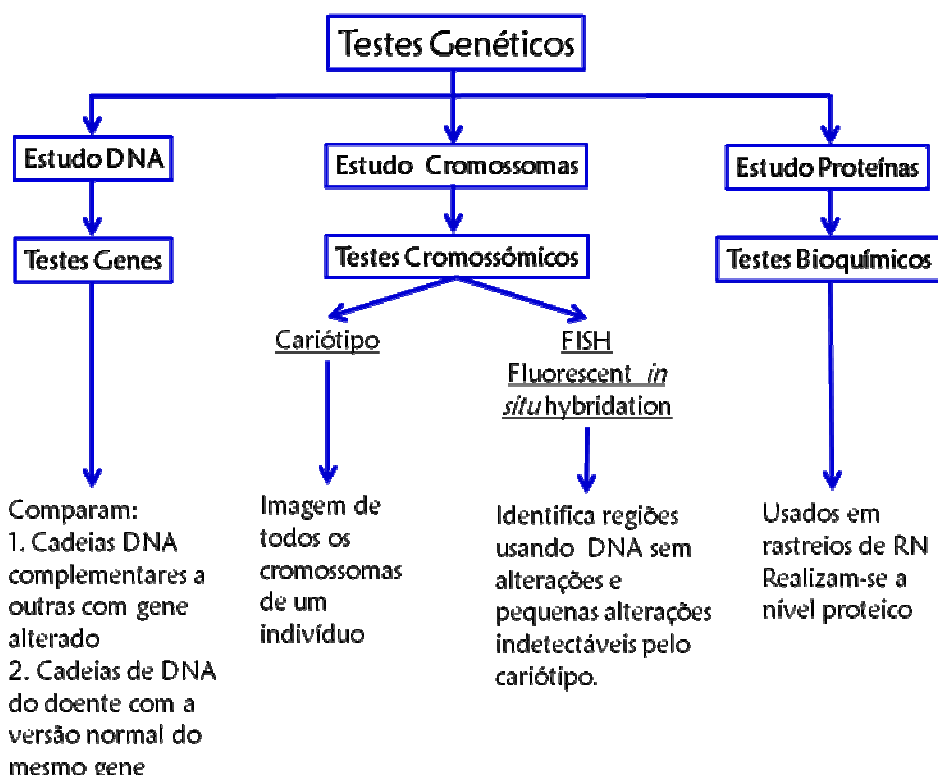 Testes Genéticos
Estudo DNA
Estudo Cromossomas
Estudo Proteínas
Testes Genes
Testes Cromossómicos
Testes Bioquímicos
Cariótipo
FISH
Fluorescent in
situ hybridation
Comparam:
1. Cadeias DNA
complementares a
outras com gene
alterado
2. Cadeias de DNA
do doente com a
versão normal do
mesmo gene
Imagem de
todos os
cromossomas
de um
indivíduo
Identifica regiões
usando DNA sem
alterações e
pequenas alterações
indetectáveis pelo
cariótipo.
Usados em
rastreios de RN
Realizam-se a
nível proteico